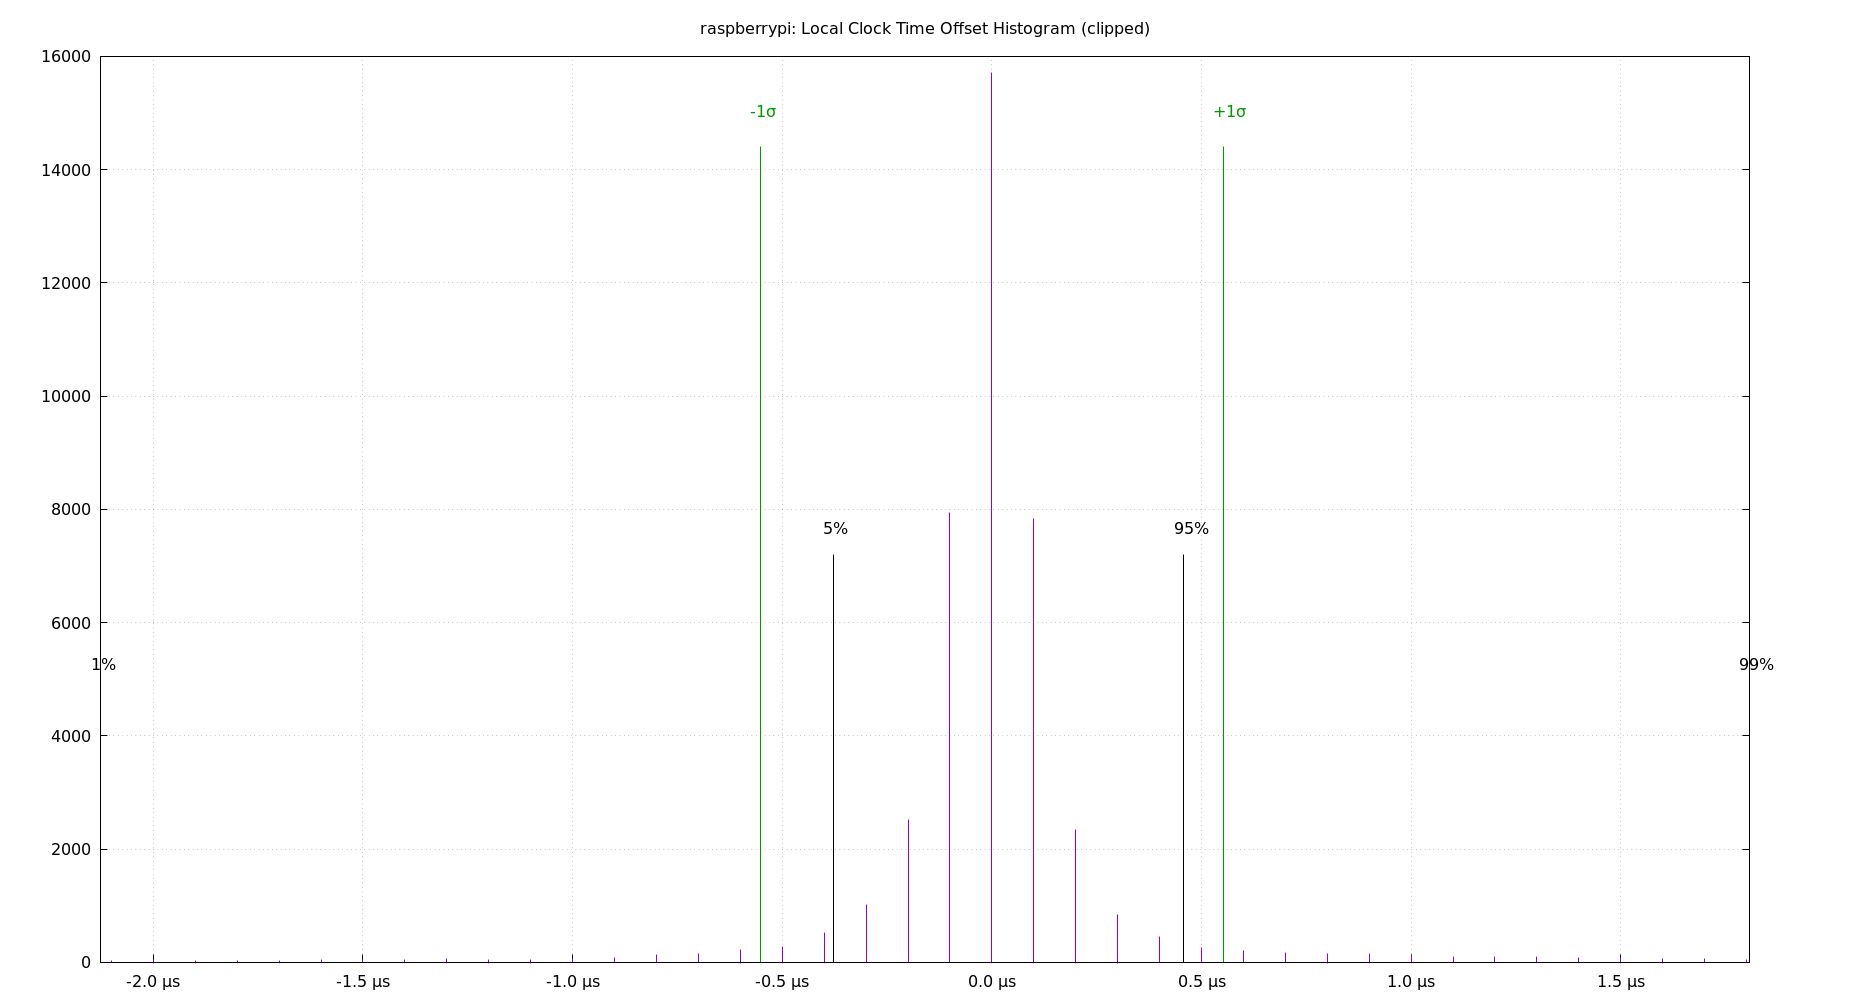 raspberrypi: Local Clock Time Offset Histogram (clipped)
16000
-1σ
+1σ
14000
12000
10000
8000
5%
95%
6000
1%
99%
4000
2000
0
-2.0 μs
-1.5 μs
-1.0 μs
-0.5 μs
0.0 μs
0.5 μs
1.0 μs
1.5 μs